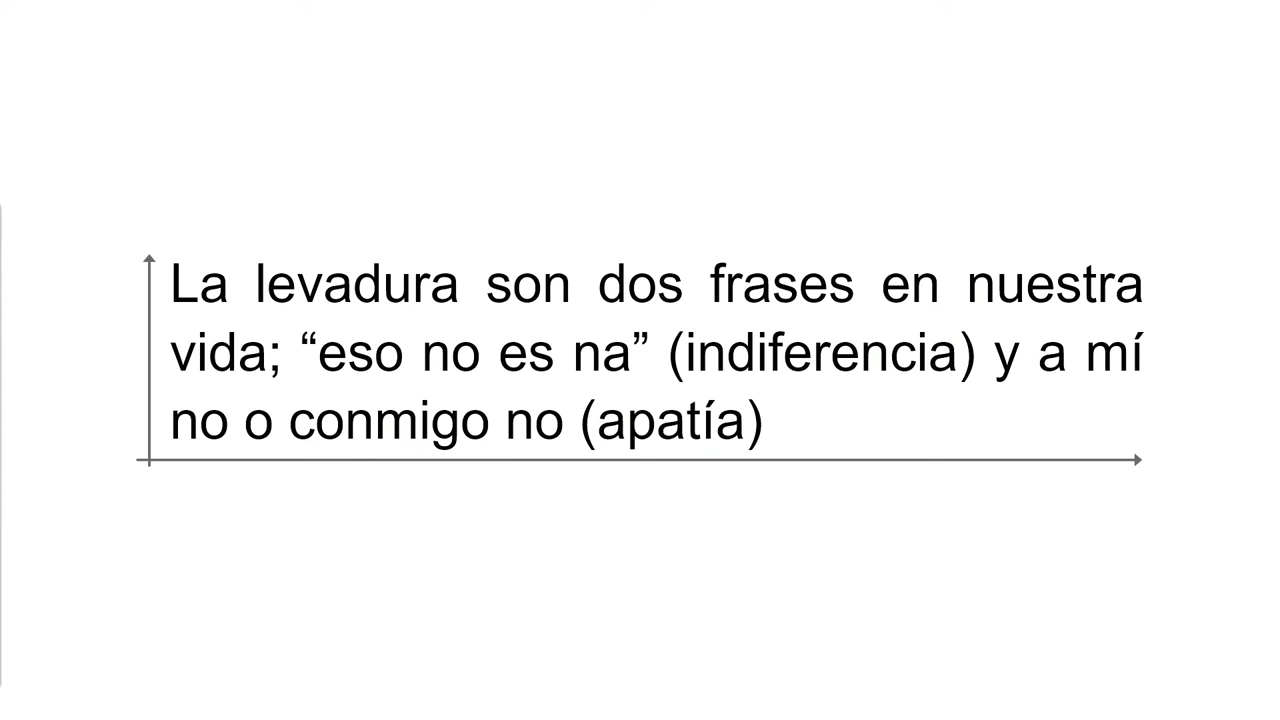 La levadura son dos frases en nuestra
vida; “eso no es na” (indiferencia) y a mí
no o conmigo no (apatía)